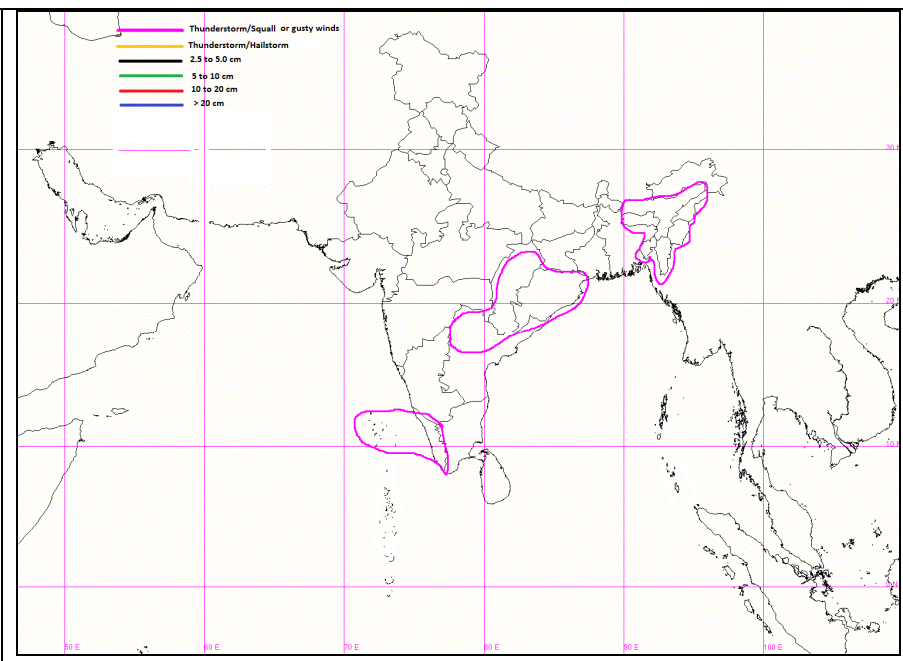 Thunderstorm/Squall or gusty winds
Thunderstorm/Hailstorm
2.5 to 5.0 cm
5 to 10 cm
10 to 20 cm
> 20 cm
30 N
20 N
10 N
0 N
50 E
60 E
70 E
80 E
90 E
100 E